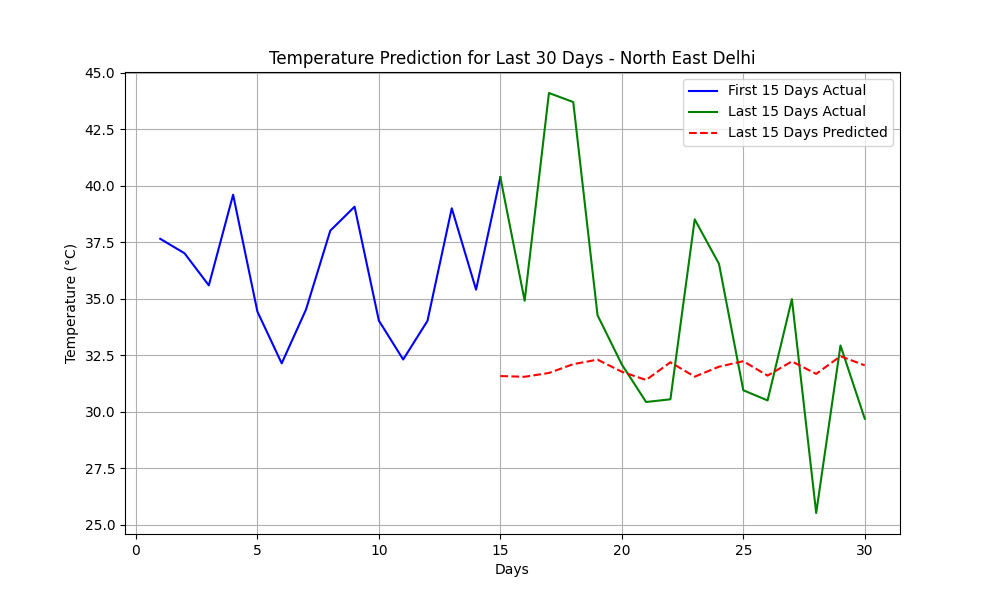 Temperature Prediction for Last 30 Days - North East Delhi
First 15 Days Actual
Last 15 Days Actual
Last 15 Days Predicted
Temperature (°C)
45.0
42.5
40.0
37.5
35.0
32.5
30.0
27.5
25.0
0 5 10 15 20 25 30
Days